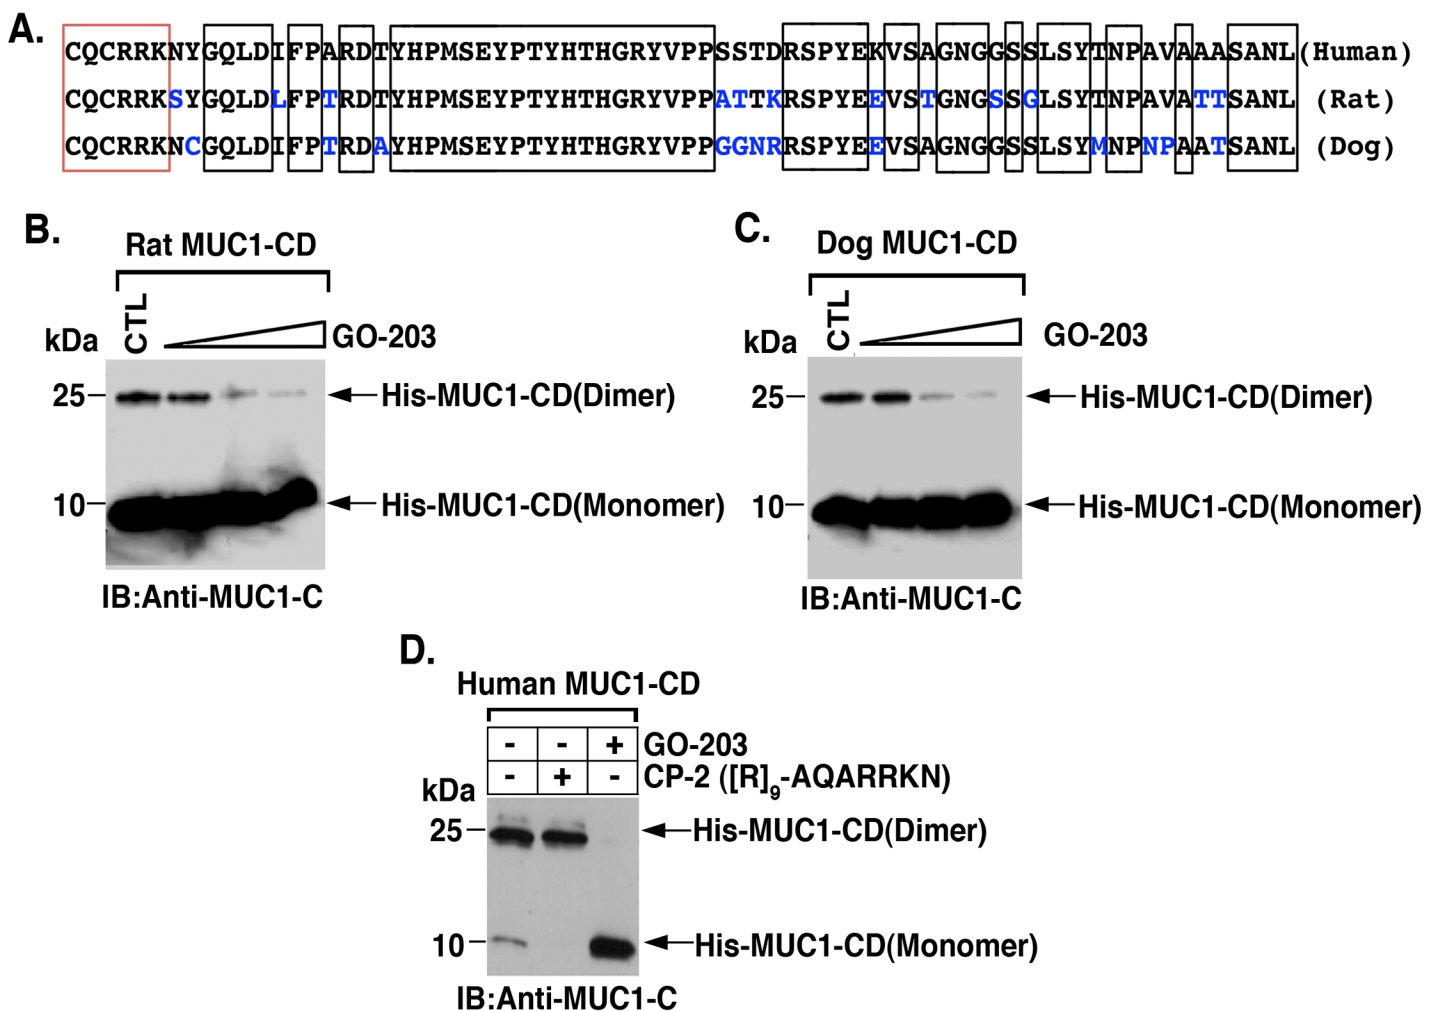 A.
CQCRRKNYGQLDIFPARDTYHPMSEYPTYHTHGRYVPPSSTDRSPYEKVSAGNGGSSLSYTNPAVAAASANL(Human)
CQCRRKSYGQLDLFPTRDTYHPMSEYPTYHTHGRYVPPATTKRSPYEEVSTGNGSSGLSYTNPAVATTSANL (Rat)
CQCRRKNCGQLDIFPTRDAYHPMSEYPTYHTHGRYVPPGGNRRSPYEEVSAGNGGSSLSYMNPNPAATSANL (Dog)
B.
Rat MUC1-CD
CTL
kDa
GO-203
25
His-MUC1-CD(Dimer)
10
His-MUC1-CD(Monomer)
IB:Anti-MUC1-C
C.
Dog MUC1-CD
CTL
kDa
GO-203
25
His-MUC1-CD(Dimer)
10
His-MUC1-CD(Monomer)
IB:Anti-MUC1-C
D.
Human MUC1-CD
- - + GO-203
- + - CP-2 ([R]9-AQARRKN)
kDa
25
His-MUC1-CD(Dimer)
10
His-MUC1-CD(Monomer)
IB:Anti-MUC1-C